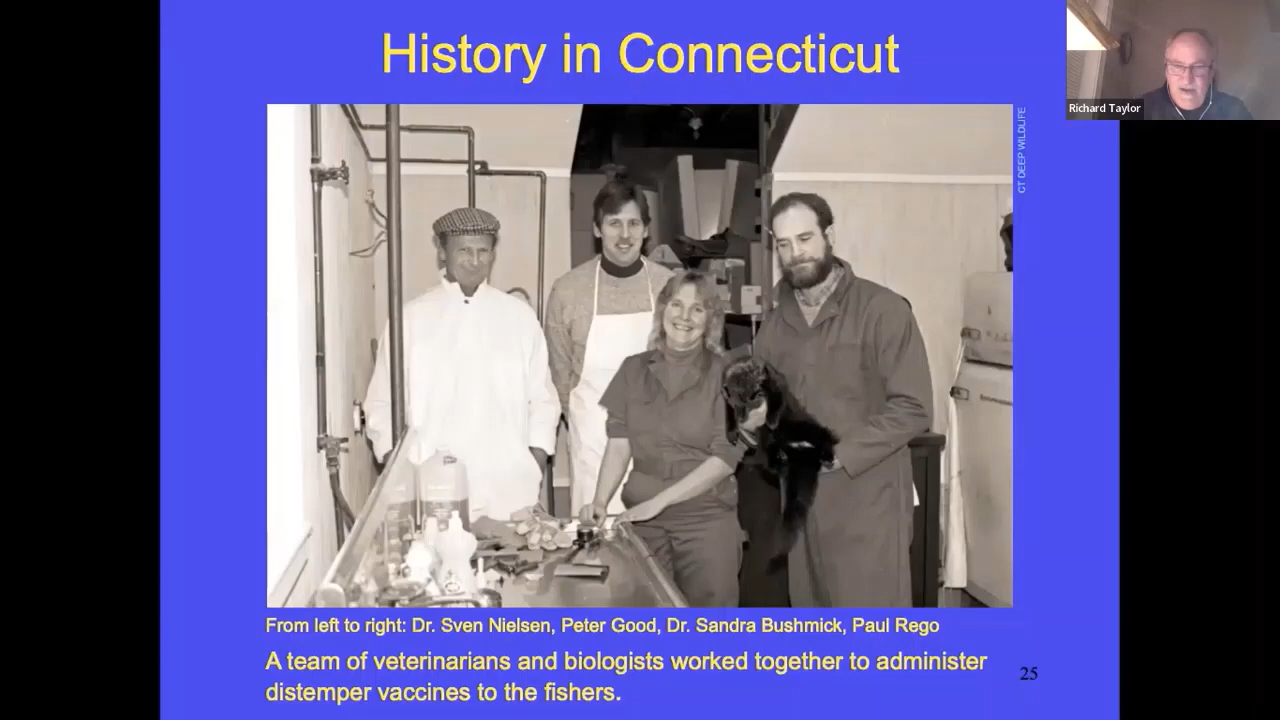 History in Connecticut
Richard Taylor
CT DEEP WILDLIFE
From left to right: Dr. Sven Nielsen, Peter Good, Dr. Sandra Bushmick, Paul Rego
A team of veterinarians and biologists worked together to administer
distemper vaccines to the fishers.
25